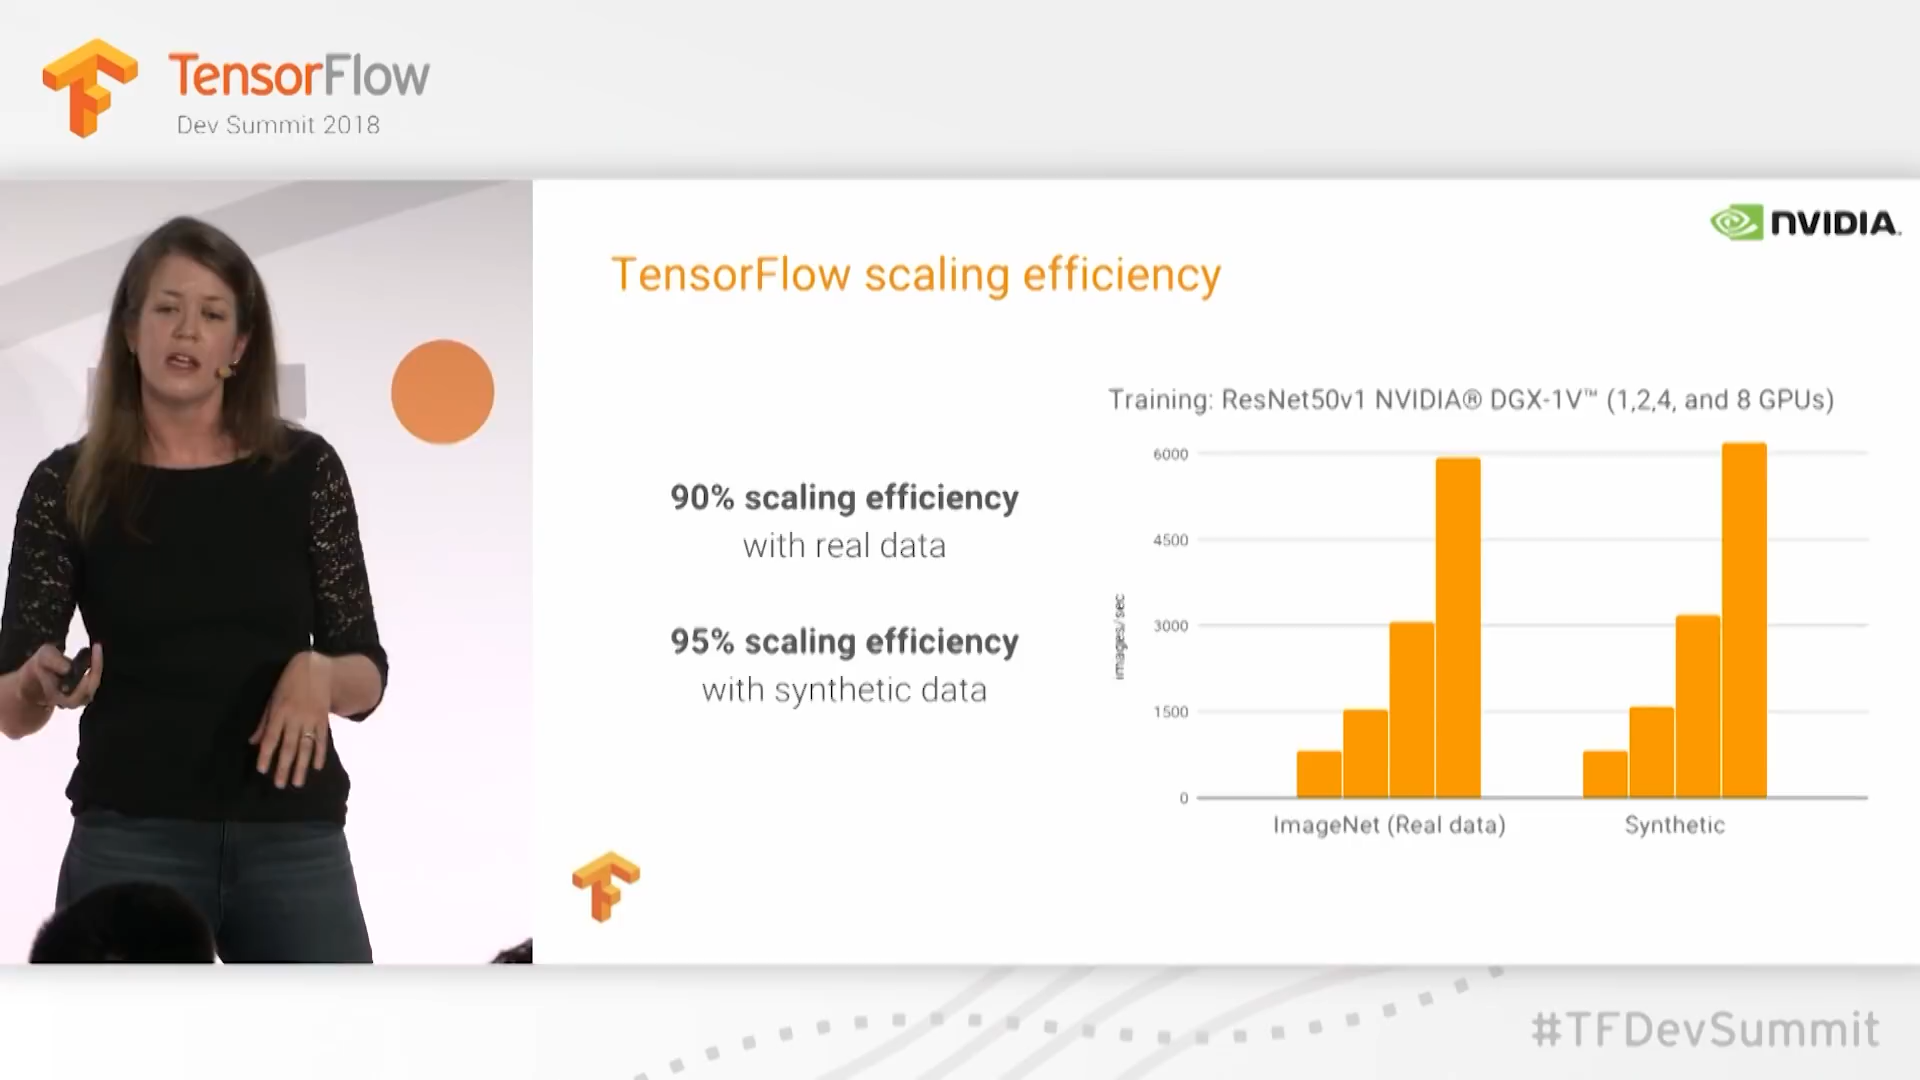 TensorFlow
Dev Summit 2018
NVIDIA.
TensorFlow scaling efficiency
90% scaling efficiency
with real data
95% scaling efficiency
with synthetic data
Training: ResNet50v1 NVIDIA® DGX-1V™ (1,2,4, and 8 GPUs)
6000
4500
3000
1500
0
images/sec
ImageNet (Real data)
Synthetic
#TFDevSummit